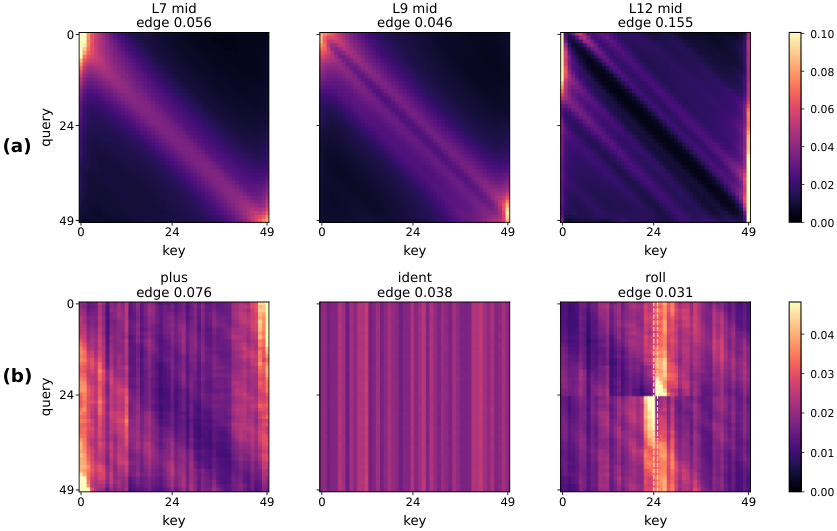 L7 mid
edge 0.056
L9 mid
edge 0.046
L12 mid
edge 0.155
(a)
query
0
24
49
0 24 49
key
0 24 49
key
0 24 49
key
0.10
0.08
0.06
0.04
0.02
0.00
plus
edge 0.076
ident
edge 0.038
roll
edge 0.031
(b)
query
0
24
49
0 24 49
key
0 24 49
key
0 24 49
key
0.04
0.03
0.02
0.01
0.00